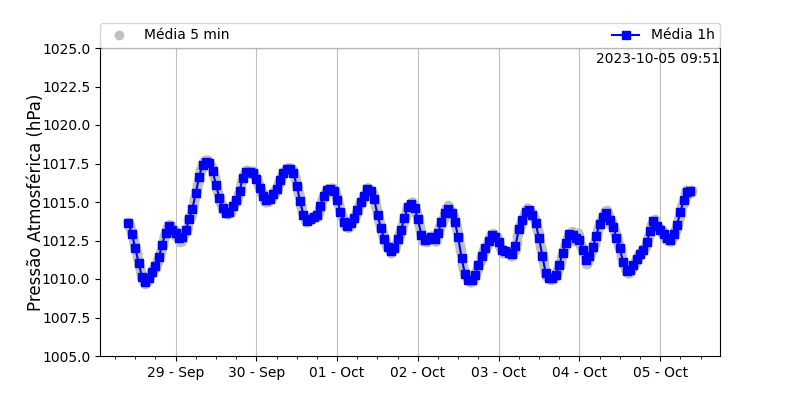 Média 5 min
Média 1h
2023-10-05 09:51
Pressão Atmosférica (hPa)
1025.0
1022.5
1020.0
1017.5
1015.0
1012.5
1010.0
1007.5
1005.0
29 - Sep
30 - Sep
01 - Oct
02 - Oct
03 - Oct
04 - Oct
05 - Oct